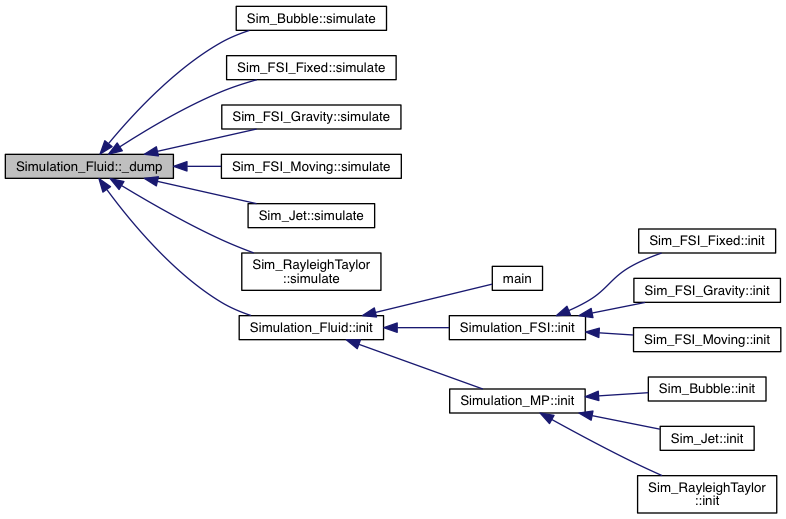 Sim_Bubble::simulate
Sim_FSI_Fixed::simulate
Sim_FSI_Gravity::simulate
Simulation_Fluid::_dump
Sim_FSI_Moving::simulate
Sim_Jet::simulate
Sim_RayleighTaylor
::simulate
Simulation_Fluid::init
main
Simulation_FSI::init
Sim_FSI_Fixed::init
Sim_FSI_Gravity::init
Sim_FSI_Moving::init
Simulation_MP::init
Sim_Bubble::init
Sim_Jet::init
Sim_RayleighTaylor
::init